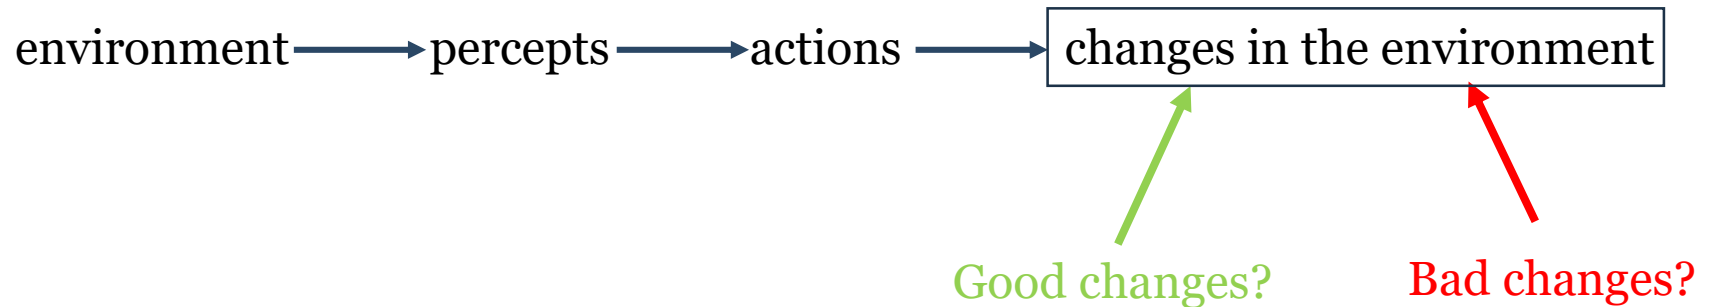 environment percepts actions changes in the environment
Good changes? Bad changes?